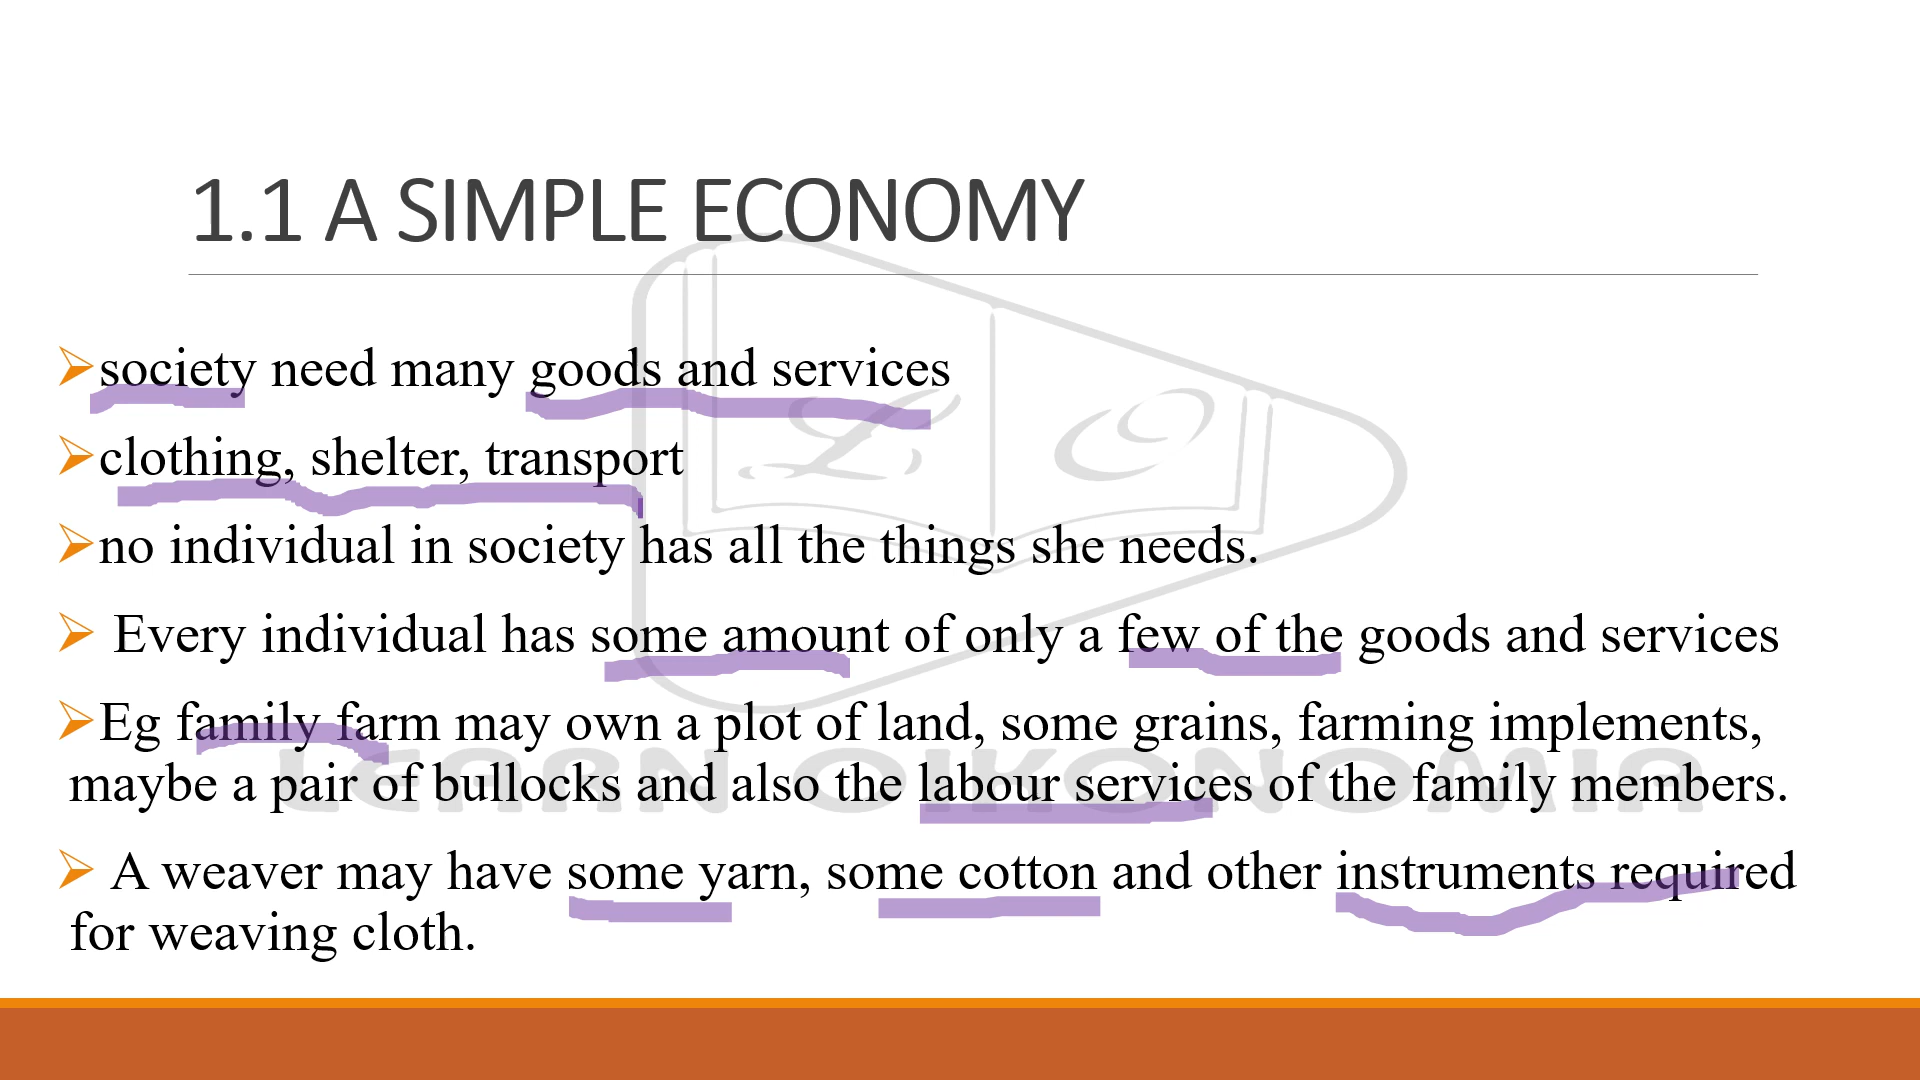 1.1 A SIMPLE ECONOMY
society need many goods and services
clothing, shelter, transport
no individual in society has all the things she needs.
Every individual has some amount of only a few of the goods and services
Eg family farm may own a plot of land, some grains, farming implements,
maybe a pair of bullocks and also the labour services of the family members.
A weaver may have some yarn, some cotton and other instruments required
for weaving cloth.
L O
LEARN OIKONOMIA